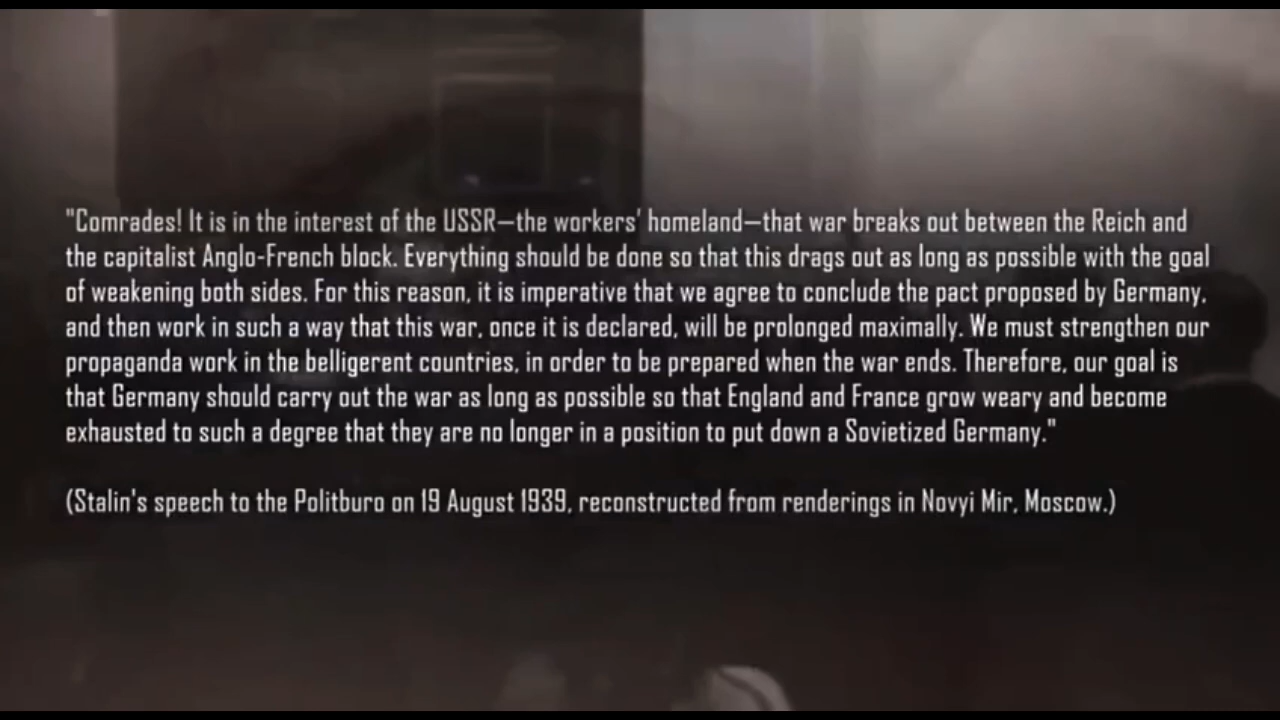 "Comrades! It is in the interest of the USSR—the workers' homeland—that war breaks out between the Reich and
the capitalist Anglo-French block. Everything should be done so that this drags out as long as possible with the goal
of weakening both sides. For this reason, it is imperative that we agree to conclude the pact proposed by Germany,
and then work in such a way that this war, once it is declared, will be prolonged maximally. We must strengthen our
propaganda work in the belligerent countries, in order to be prepared when the war ends. Therefore, our goal is
that Germany should carry out the war as long as possible so that England and France grow weary and become
exhausted to such a degree that they are no longer in a position to put down a Sovietized Germany."
(Stalin's speech to the Politburo on 19 August 1939, reconstructed from renderings in Novyi Mir, Moscow.)